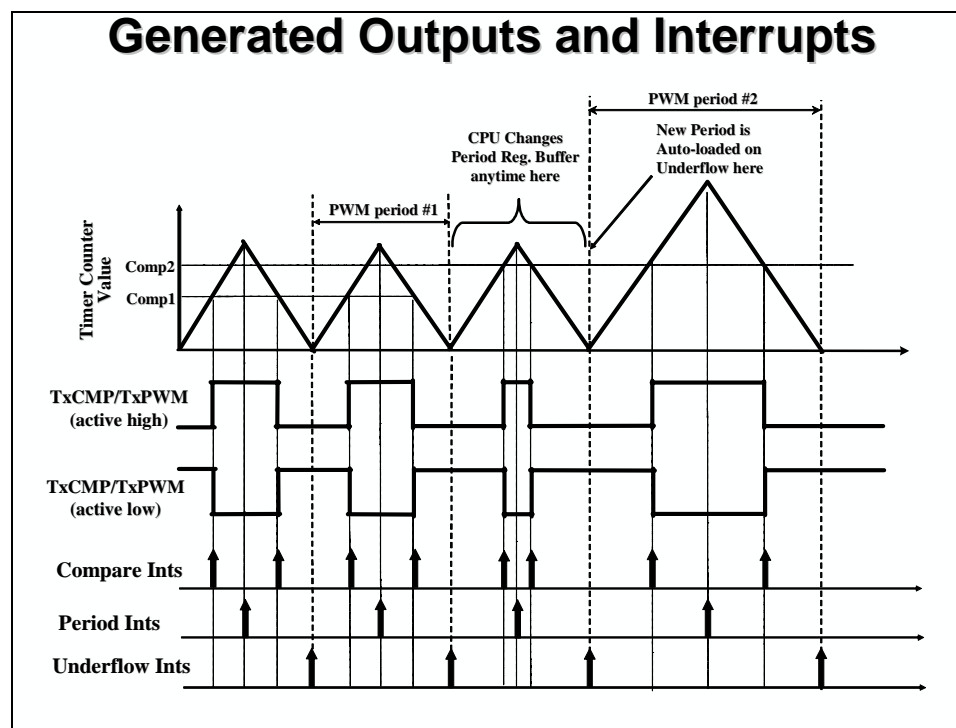 Generated Outputs and Interrupts
PWM period #2
CPU Changes
Period Reg. Buffer
anytime here
New Period is
Auto-loaded on
Underflow here
PWM period #1
Timer Counter
Value
Comp2
Comp1
TxCMP/TxPWM
(active high)
TxCMP/TxPWM
(active low)
Compare Ints
Period Ints
Underflow Ints